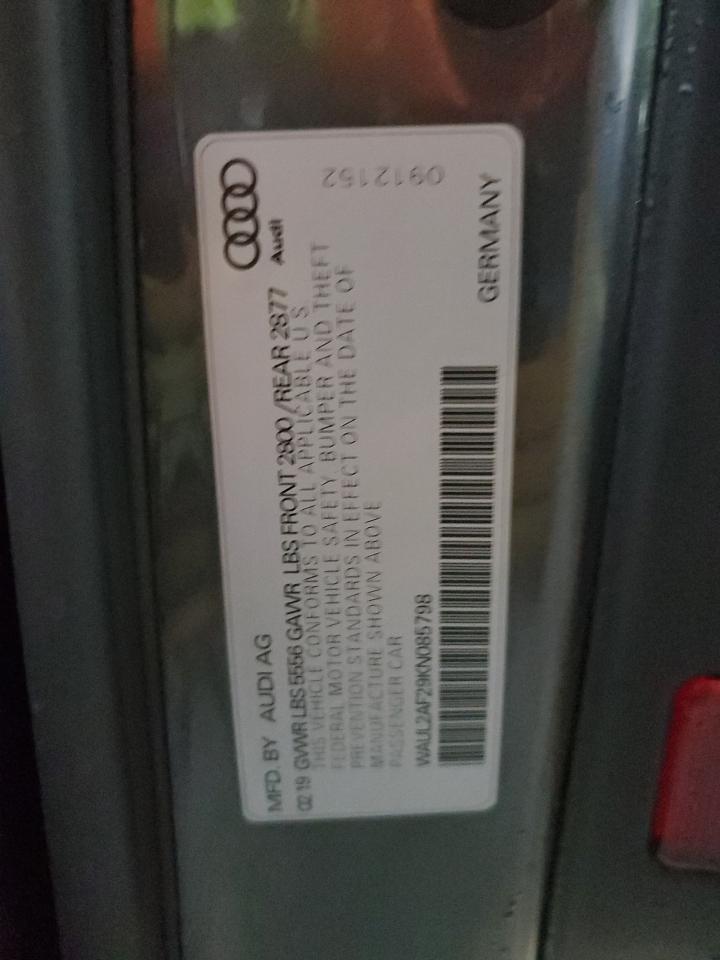 Audi
0912152
MFD. BY AUDI AG
02 19 GVWR LBS 5556 GAWR LBS FRONT 2800 /REAR 2877
THIS VEHICLE CONFORMS TO ALL APPLICABLE U S
FEDERAL MOTOR VEHICLE SAFETY BUMPER AND THEFT
PREVENTION STANDARDS IN EFFECT ON THE DATE OF
MANUFACTURE SHOWN ABOVE
PASSENGER CAR
WAUL2AF29KN085798
GERMANY